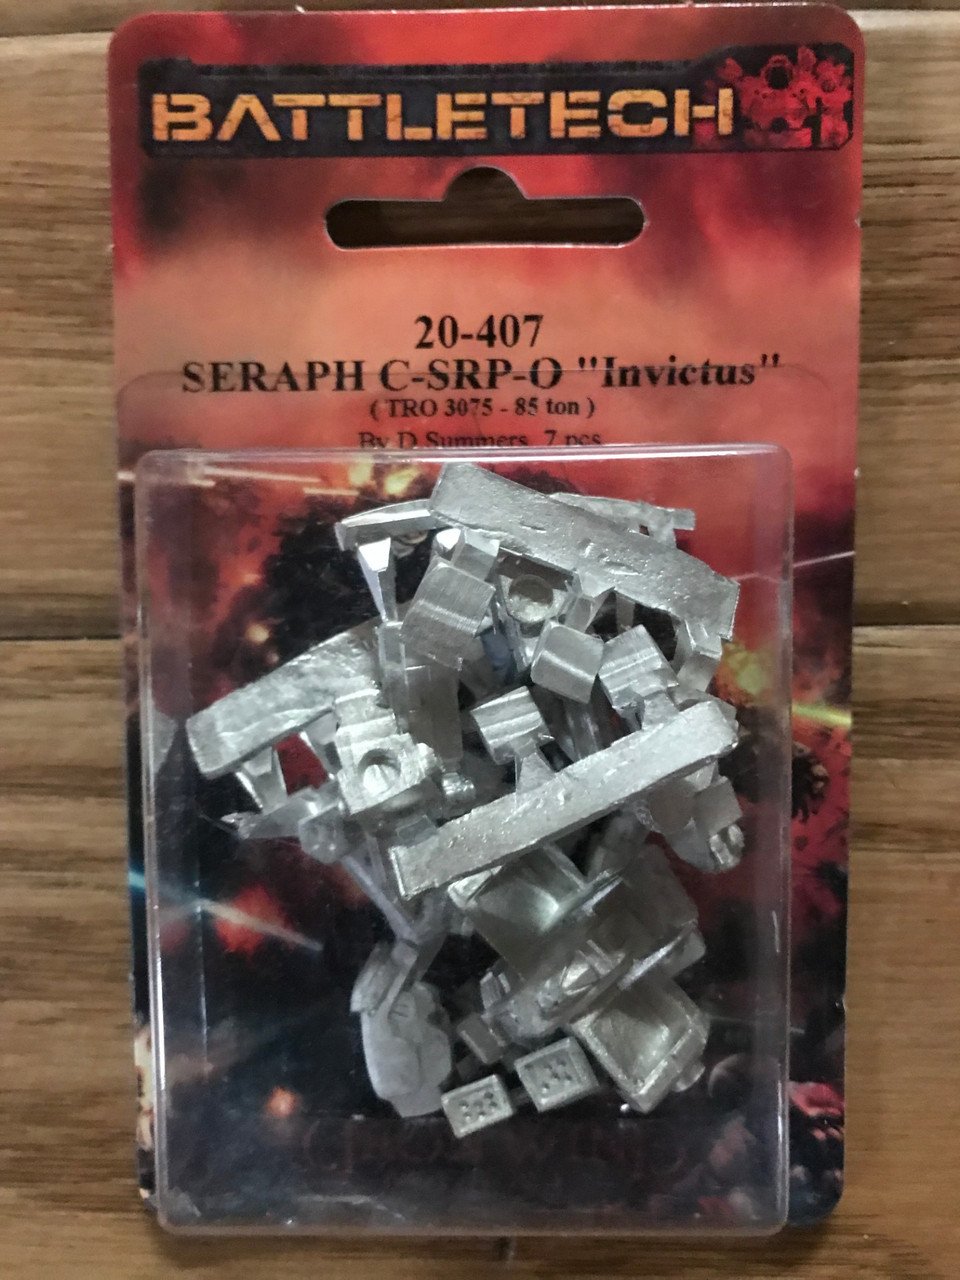 BATTLETECH
20-407
SERAPH C-SRP-O "Invictus"
( TRO 3075 - 85 ton )
By D Summers, 7 pcs